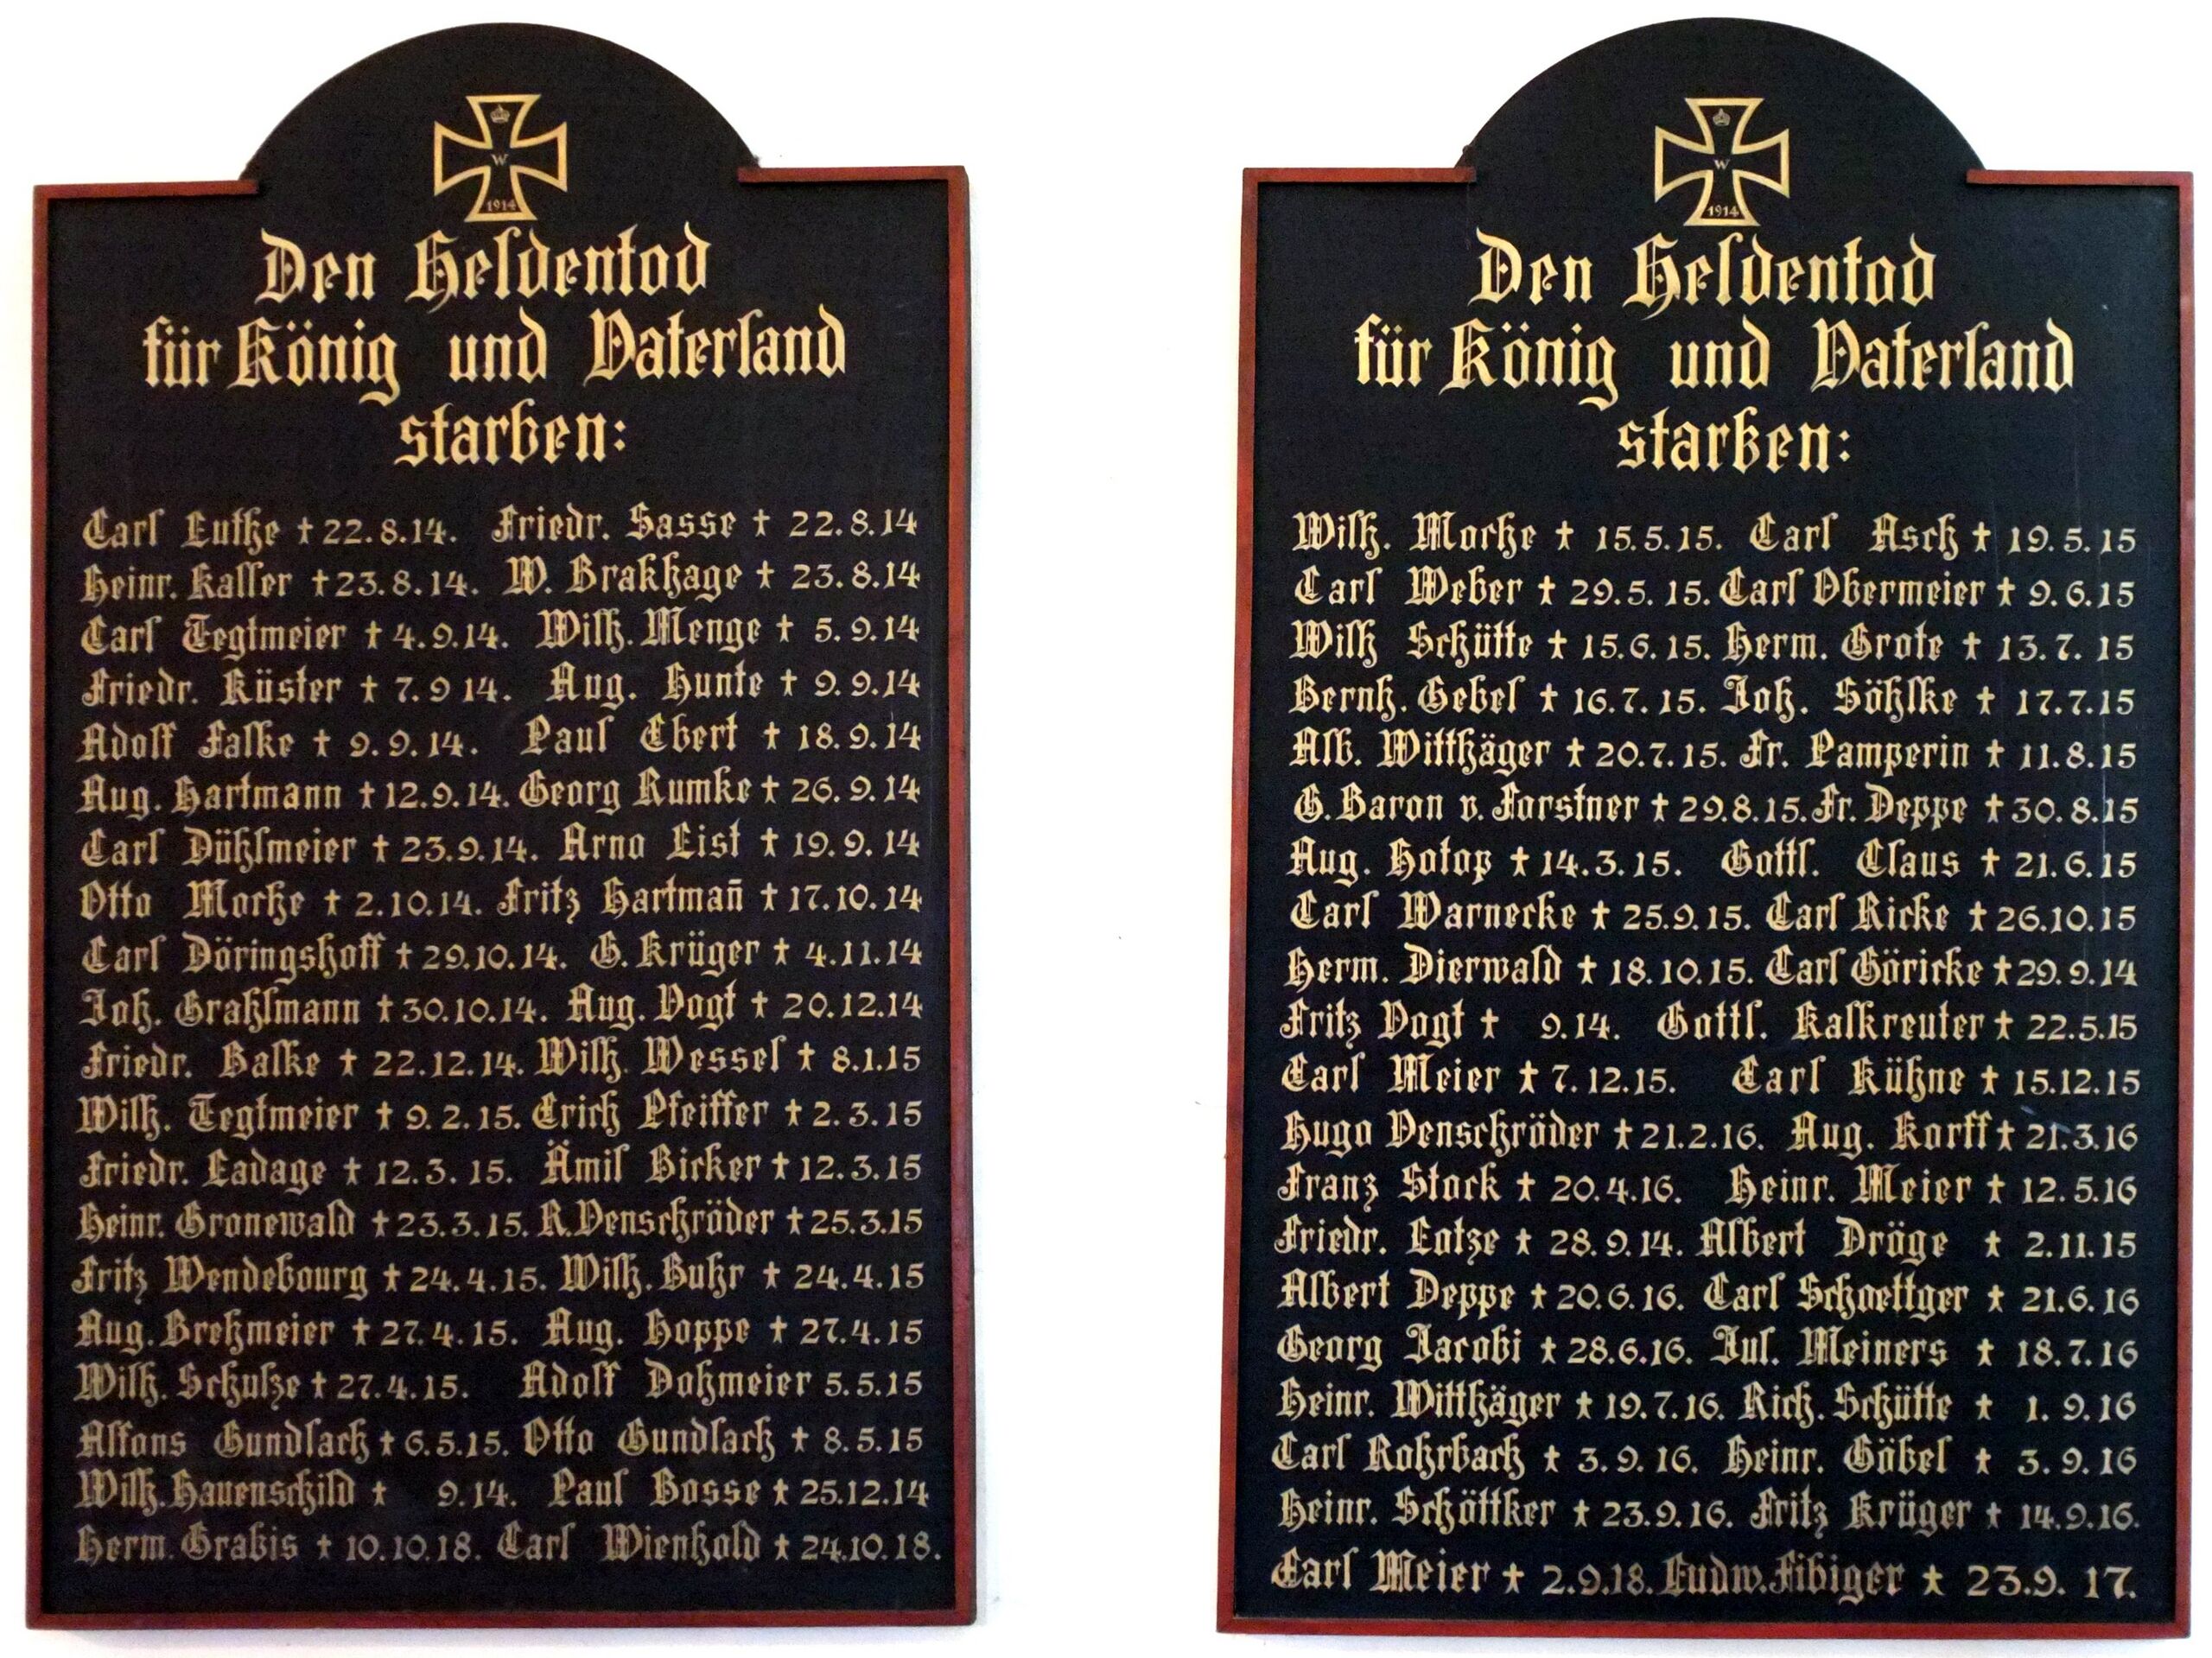 W
1914
Den Heldentod
für König und Vaterland
starben:
Carl Luthe † 22.8.14. Friedr. Sasse † 22.8.14
Heinr. Kaller † 23.8.14. W. Brakhage † 23.8.14
Carl Tegtmeier † 4.9.14. Wilh. Menge † 5.9.14
Friedr. Küster † 7.9 14. Aug. Hunte † 9.9.14
Adolf Falke † 9.9.14. Paul Ebert † 18.9.14
Aug. Hartmann † 12.9.14. Georg Rumke † 26.9.14
Carl Dühlmeier † 23.9.14. Arno List † 19.9.14
Otto Morhe † 2.10.14. Fritz Hartmañ † 17.10.14
Carl Döringshoff † 29.10.14. G. Krüger † 4.11.14
Joh. Grahlmann † 30.10.14. Aug. Vogt † 20.12.14
Friedr. Balke † 22.12.14. Wilh. Wessel † 8.1.15
Wilh. Tegtmeier † 9.2.15. Erich Pfeiffer † 2.3.15
Friedr. Ladage † 12.3.15. Ämil Bicker † 12.3.15
Heinr. Gronewald † 23.3.15. R. Denschröder † 25.3.15
Fritz Wendebourg † 24.4.15. Wilh. Buhr † 24.4.15
Aug. Brehmeier † 27.4.15. Aug. Hoppe † 27.4.15
Wilh. Schulze † 27.4.15. Adolf Dohmeier 5.5.15
Alfons Gundlach † 6.5.15. Otto Gundlach † 8.5.15
Wilh. Hauenschild † 9.14. Paul Bosse † 25.12.14
Herm. Grabis † 10.10.18. Carl Wienhold † 24.10.18.
W
1914
Den Heldentod
für König und Vaterland
starben:
Wilh. Morhe † 15.5.15. Carl Asch † 19.5.15
Carl Weber † 29.5.15. Carl Obermeier † 9.6.15
Wilh Schütte † 15.6.15. Herm. Grote † 13.7.15
Bernh. Gebel † 16.7.15. Joh. Söhlke † 17.7.15
Alb. Witthäger † 20.7.15. Fr. Pamperin † 11.8.15
G. Baron v. Forstner † 29.8.15. Fr. Deppe † 30.8.15
Aug. Hotop † 14.3.15. Gottl. Claus † 21.6.15
Carl Warnecke † 25.9.15. Carl Ricke † 26.10.15
Herm. Dierwald † 18.10.15. Carl Göricke † 29.9.14
Fritz Vogt † 9.14. Gottl. Kalkreuter † 22.5.15
Carl Meier † 7.12.15. Carl Kühne † 15.12.15
Hugo Denschröder † 21.2.16. Aug. Korff † 21.3.16
Franz Stock † 20.4.16. Heinr. Meier † 12.5.16
Friedr. Lotze † 28.9.14. Albert Dröge † 2.11.15
Albert Deppe † 20.6.16. Carl Schoettger † 21.6.16
Georg Jacobi † 28.6.16. Jul. Meiners † 18.7.16
Heinr. Witthäger † 19.7.16. Rich. Schütte † 1.9.16
Carl Rohrbach † 3.9.16. Heinr. Göbel † 3.9.16
Heinr. Schöttker † 23.9.16. Fritz Krüger † 14.9.16.
Carl Meier † 2.9.18. Ludw. Fibiger † 23.9.17.